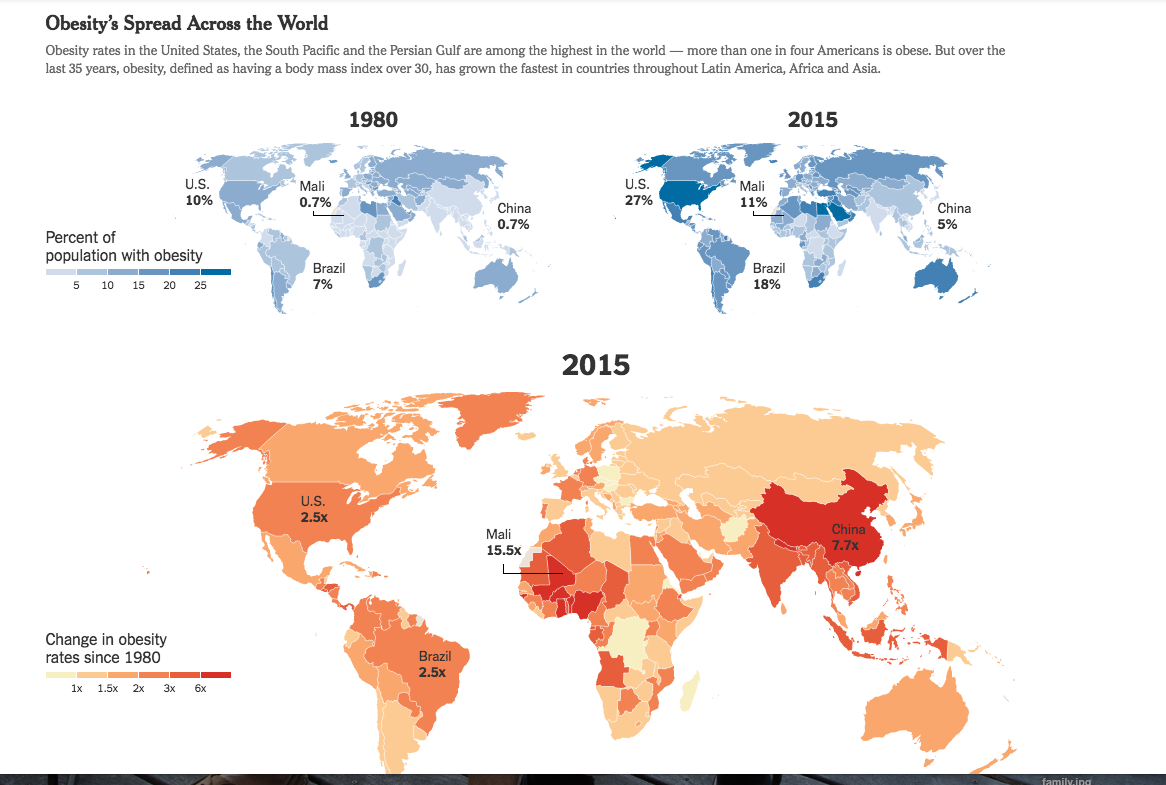 Obesity's Spread Across the World
Obesity rates in the United States, the South Pacific and the Persian Gulf are among the highest in the world — more than one in four Americans is obese. But over the
last 35 years, obesity, defined as having a body mass index over 30, has grown the fastest in countries throughout Latin America, Africa and Asia.
1980
U.S.
10%
Mali
0.7%
China
0.7%
Brazil
7%
Percent of
population with obesity
5 10 15 20 25
2015
U.S.
27%
Mali
11%
China
5%
Brazil
18%
2015
U.S.
2.5x
Mali
15.5x
China
7.7x
Brazil
2.5x
Change in obesity
rates since 1980
1x 1.5x 2x 3x 6x
family.jpg